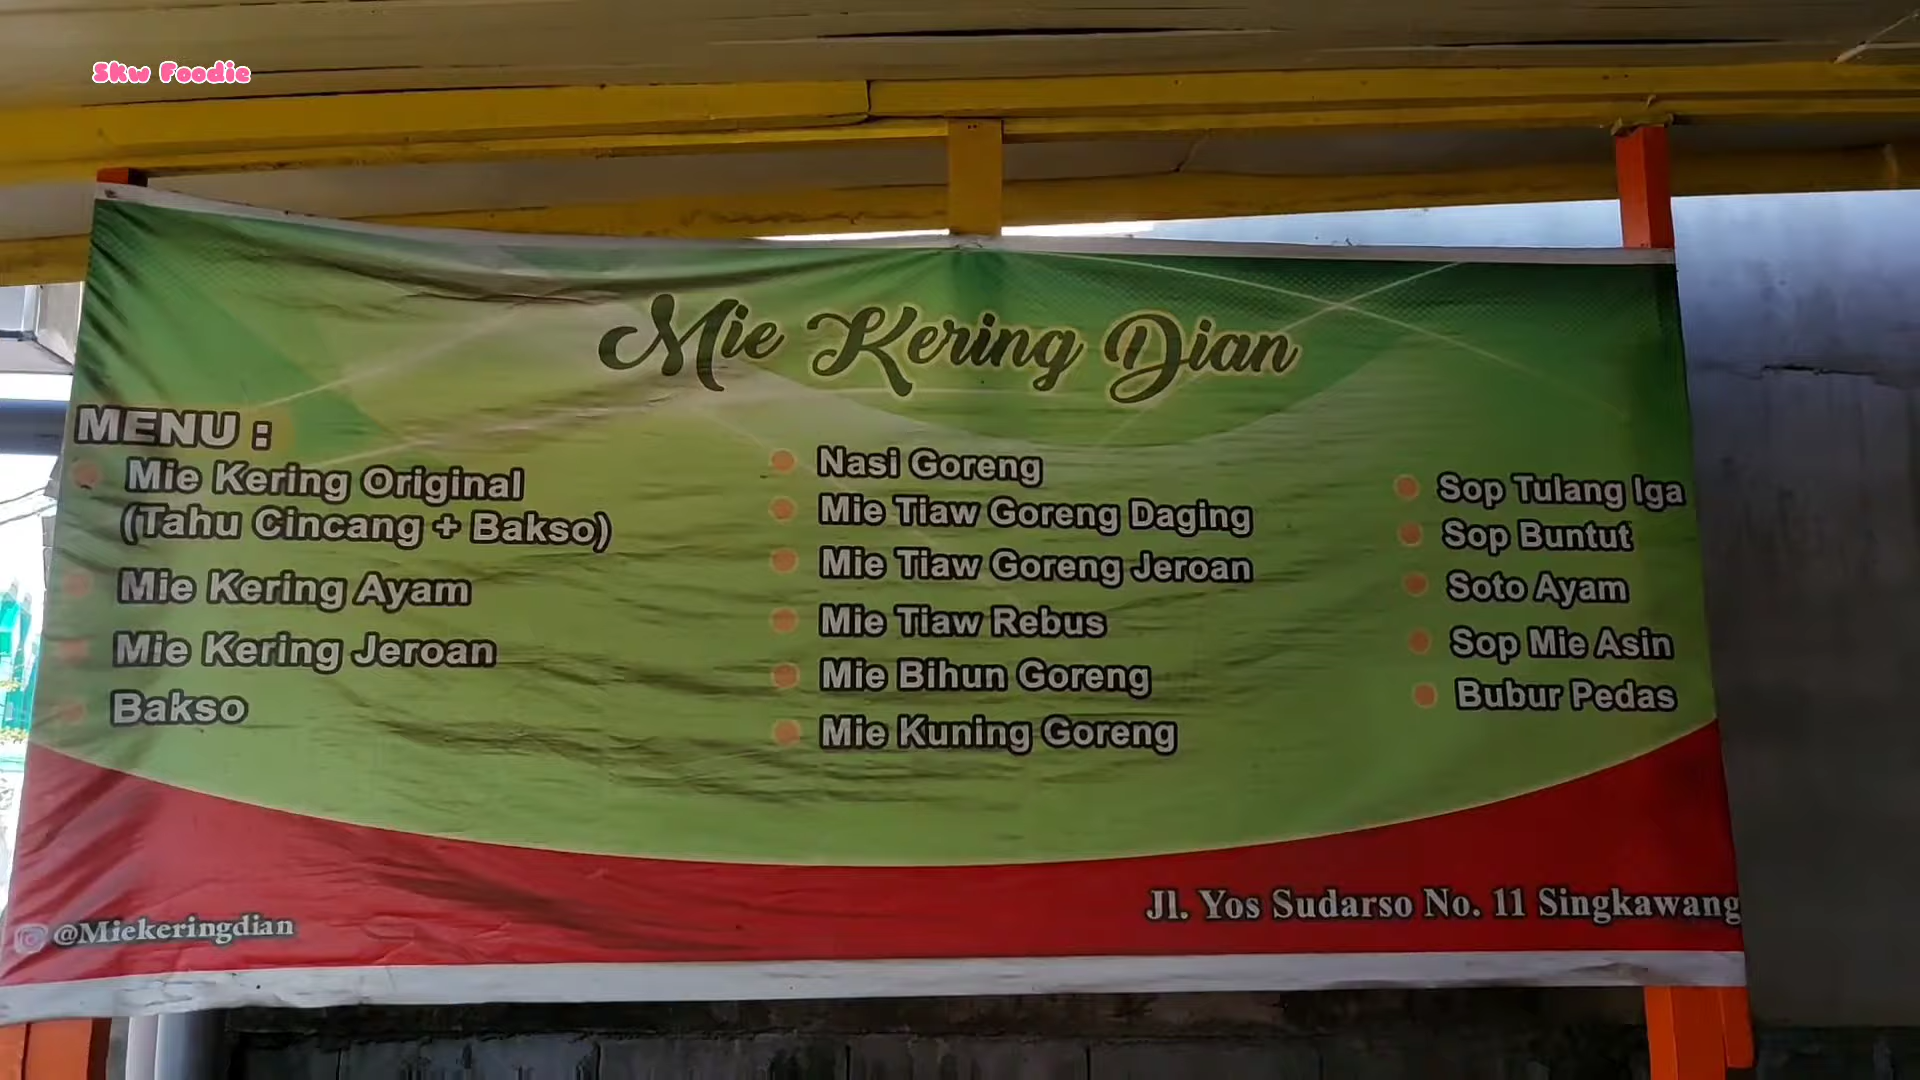 Skw Foodie
Mie Kering Dian
MENU :
Mie Kering Original
(Tahu Cincang + Bakso)
Mie Kering Ayam
Mie Kering Jeroan
Bakso
Nasi Goreng
Mie Tiaw Goreng Daging
Mie Tiaw Goreng Jeroan
Mie Tiaw Rebus
Mie Bihun Goreng
Mie Kuning Goreng
Sop Tulang Iga
Sop Buntut
Soto Ayam
Sop Mie Asin
Bubur Pedas
@Miekeringdian
Jl. Yos Sudarso No. 11 Singkawang